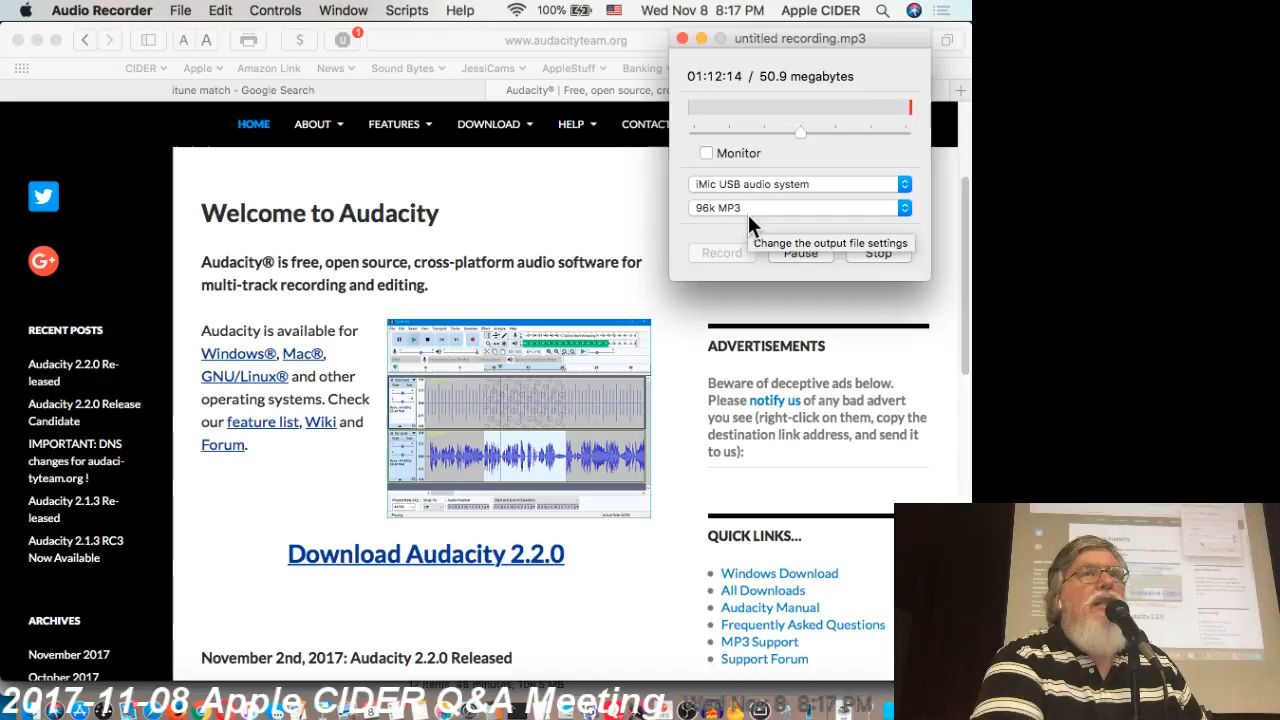 Audio Recorder File Edit Controls Window Scripts Help 100% Wed Nov 8 8:17 PM Apple CIDER
A A $ 1 www.audacityteam.org
CIDER Apple Amazon Link News Sound Bytes JessiCams AppleStuff Banking
itune match - Google Search Audacity® | Free, open source, cro
untitled recording.mp3
01:12:14 / 50.9 megabytes
Monitor
iMic USB audio system
96k MP3
Change the output file settings
Record Pause Stop
HOME ABOUT FEATURES DOWNLOAD HELP CONTACT
Welcome to Audacity
Audacity® is free, open source, cross-platform audio software for
multi-track recording and editing.
Audacity is available for
Windows®, Mac®,
GNU/Linux® and other
operating systems. Check
our feature list, Wiki and
Forum.
Download Audacity 2.2.0
November 2nd, 2017: Audacity 2.2.0 Released
G+
RECENT POSTS
Audacity 2.2.0 Re-
leased
Audacity 2.2.0 Release
Candidate
IMPORTANT: DNS
changes for audaci-
tyteam.org !
Audacity 2.1.3 Re-
leased
Audacity 2.1.3 RC3
Now Available
ARCHIVES
November 2017
October 2017
ADVERTISEMENTS
Beware of deceptive ads below.
Please notify us of any bad advert
you see (right-click on them, copy the
destination link address, and send it
to us):
QUICK LINKS...
Windows Download
All Downloads
Audacity Manual
Frequently Asked Questions
MP3 Support
Support Forum
2017-11-08 Apple CIDER Q&A Meeting.
Wed Nov 8, 8:17 PM